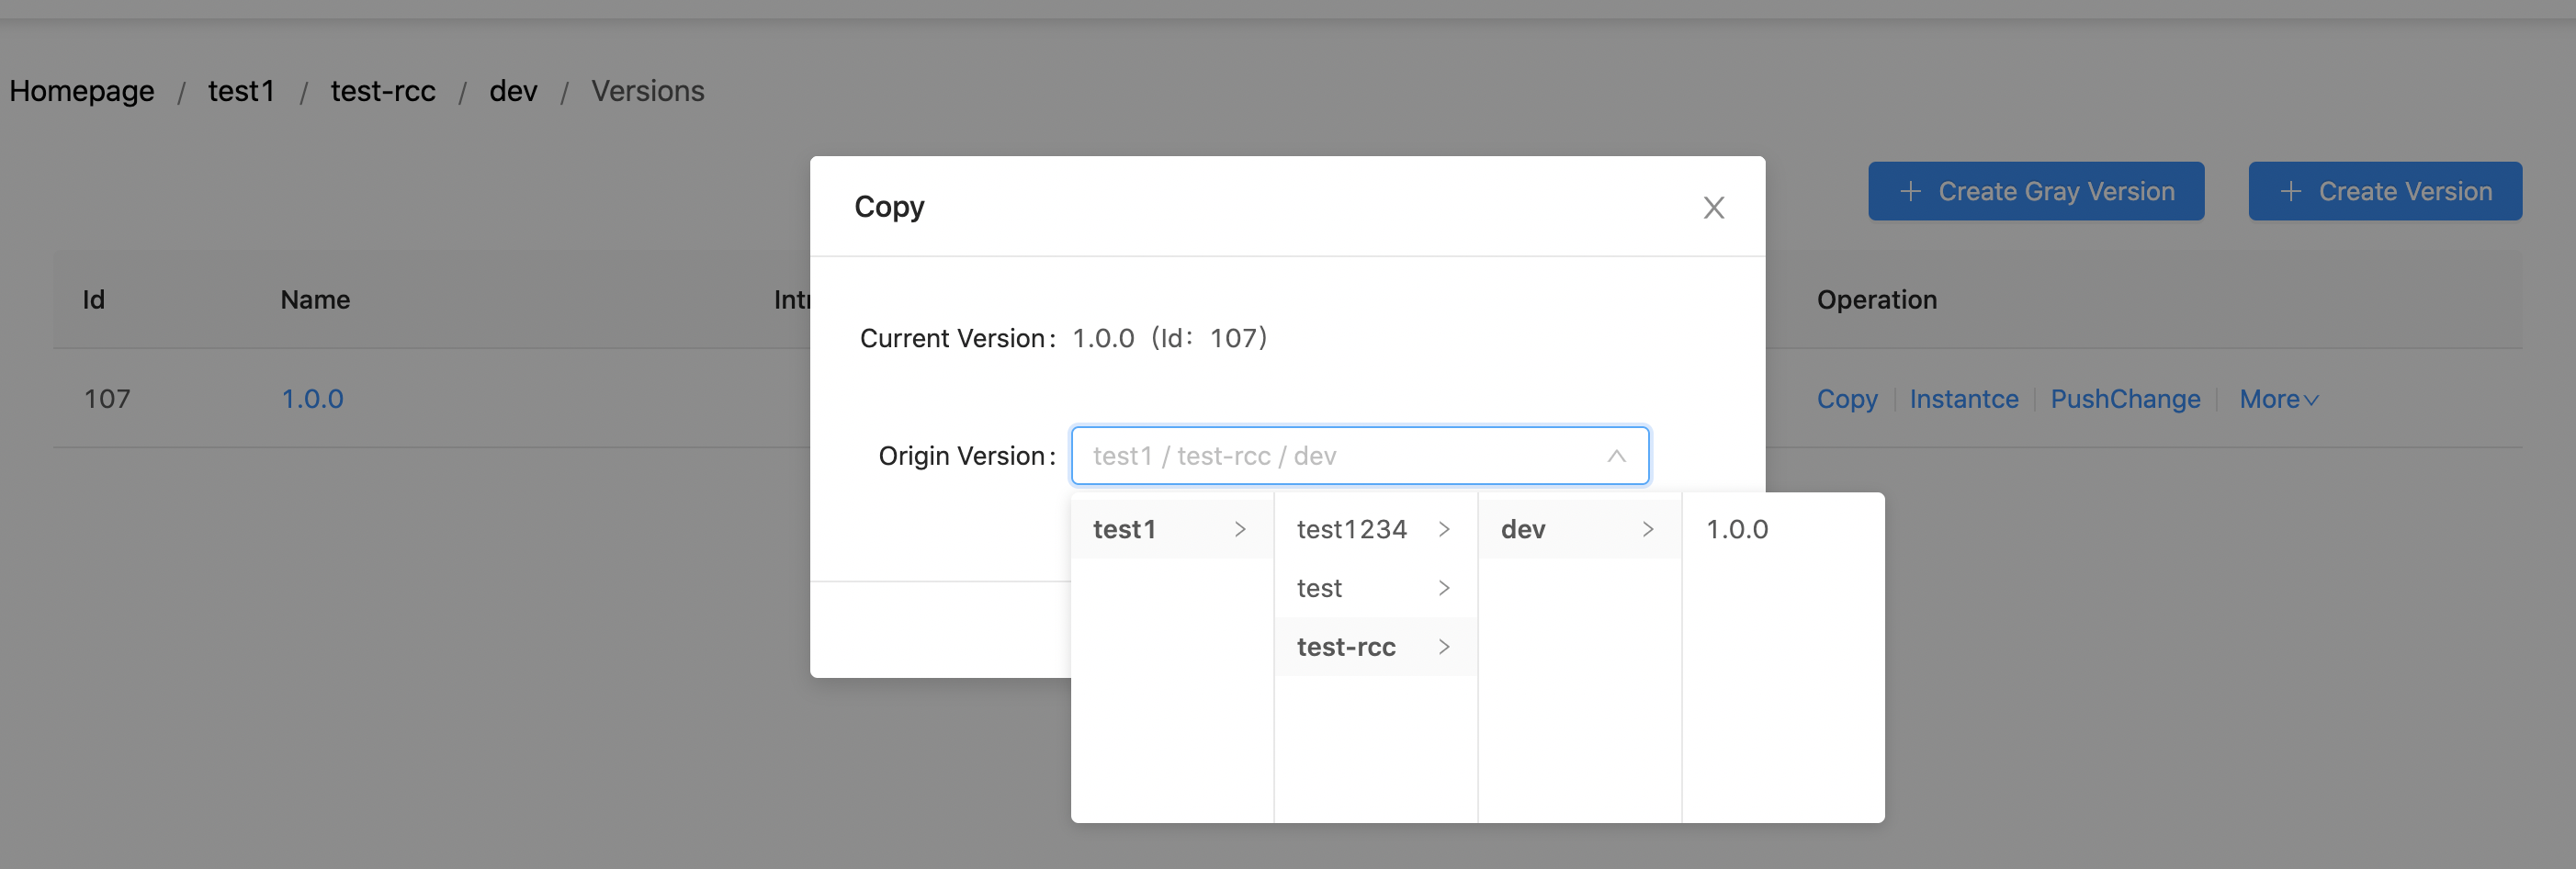 Homepage / test1 / test-rcc / dev / Versions
+ Create Gray Version
+ Create Version
Copy
Id Name Operation
Current Version: 1.0.0 (Id: 107)
107 1.0.0 Copy Instantce PushChange More
Origin Version: test1 / test-rcc / dev
test1 > test1234 > dev > 1.0.0
test >
test-rcc >